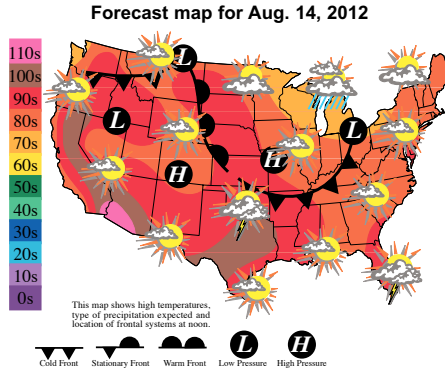 Forecast map for Aug. 14, 2012
110s
100s
90s
80s
70s
60s
50s
40s
30s
20s
10s
0s
L
L
L
H
H
This map shows high temperatures,
type of precipitation expected and
location of frontal systems at noon.
L
H
Cold Front
Stationary Front
Warm Front
Low Pressure
High Pressure